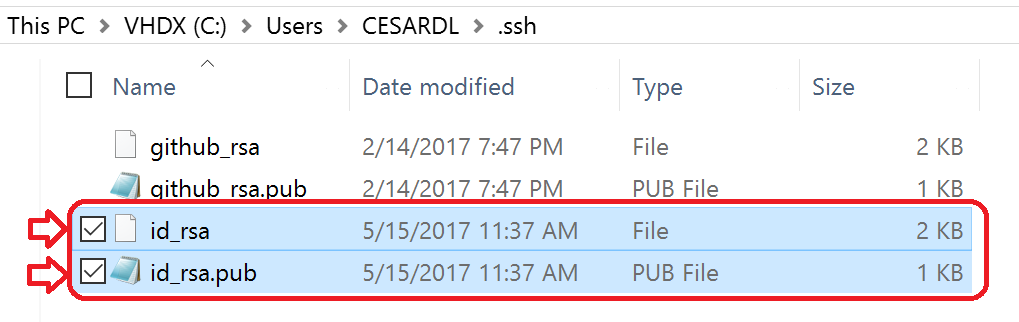 This PC > VHDX (C:) > Users > CESARDL > .ssh
Name Date modified Type Size
github_rsa 2/14/2017 7:47 PM File 2 KB
github_rsa.pub 2/14/2017 7:47 PM PUB File 1 KB
id_rsa 5/15/2017 11:37 AM File 2 KB
id_rsa.pub 5/15/2017 11:37 AM PUB File 1 KB